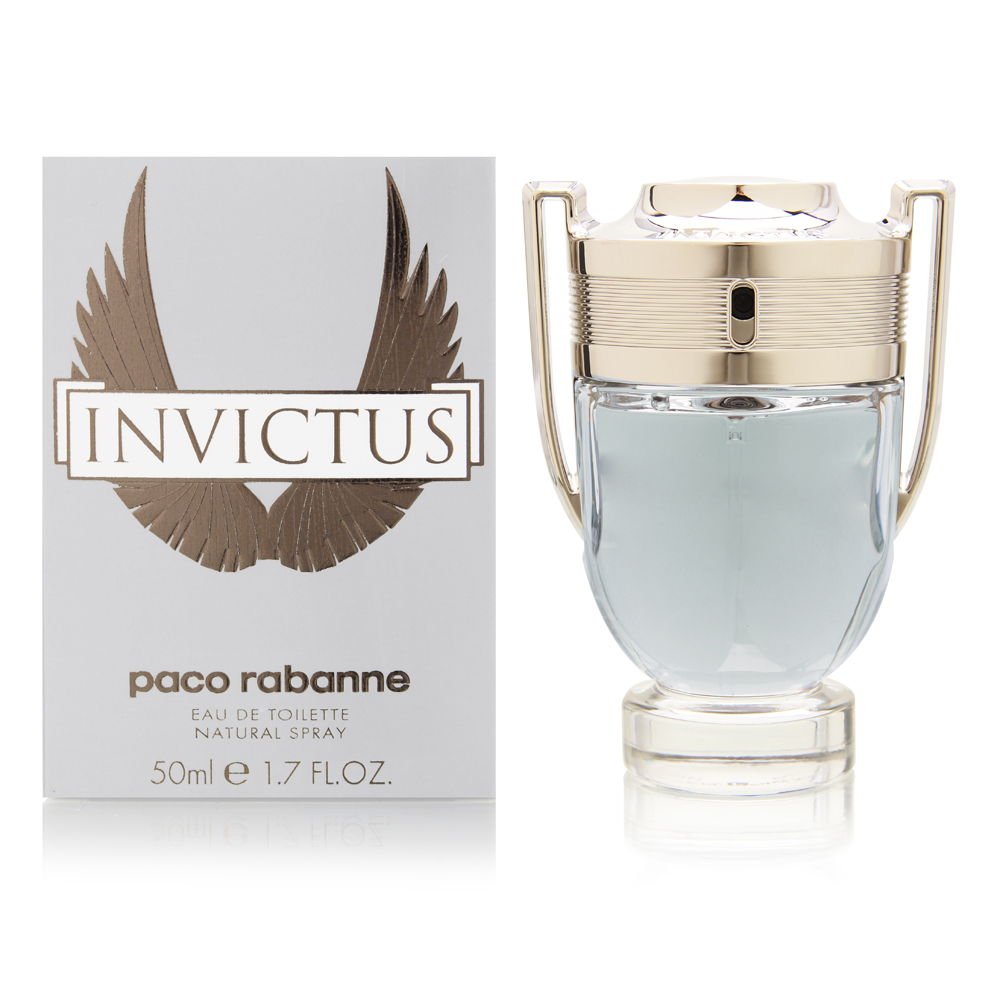 INVICTUS
paco rabanne
EAU DE TOILETTE
NATURAL SPRAY
50ml e 1.7 FL.OZ.